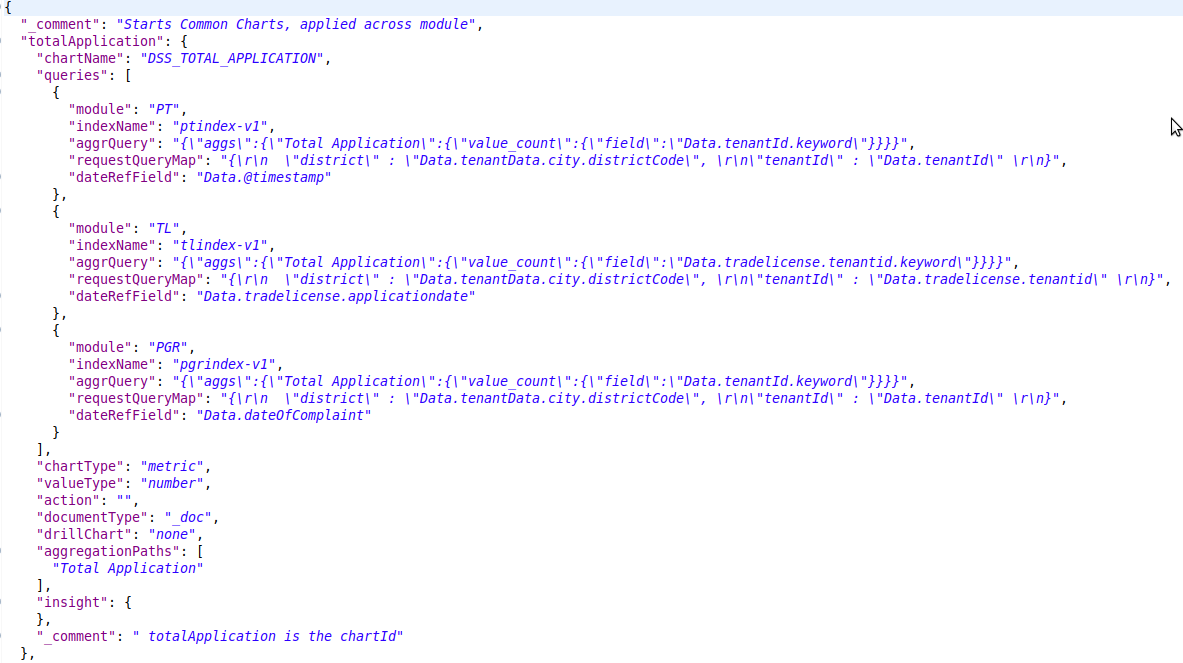 {
"_comment": "Starts Common Charts, applied across module",
"totalApplication": {
"chartName": "DSS_TOTAL_APPLICATION",
"queries": [
{
"module": "PT",
"indexName": "ptindex-v1",
"aggrQuery": "{\"aggs\":{\"Total Application\":{\"value_count\":{\"field\":\"Data.tenantId.keyword\"}}}}",
"requestQueryMap": "{\r\n  \"district\" : \"Data.tenantData.city.districtCode\", \r\n\"tenantId\" : \"Data.tenantId\" \r\n}",
"dateRefField": "Data.@timestamp"
},
{
"module": "TL",
"indexName": "tlindex-v1",
"aggrQuery": "{\"aggs\":{\"Total Application\":{\"value_count\":{\"field\":\"Data.tradelicense.tenantid.keyword\"}}}}",
"requestQueryMap": "{\r\n  \"district\" : \"Data.tenantData.city.districtCode\", \r\n\"tenantId\" : \"Data.tradelicense.tenantid\" \r\n}",
"dateRefField": "Data.tradelicense.applicationdate"
},
{
"module": "PGR",
"indexName": "pgrindex-v1",
"aggrQuery": "{\"aggs\":{\"Total Application\":{\"value_count\":{\"field\":\"Data.tenantId.keyword\"}}}}",
"requestQueryMap": "{\r\n  \"district\" : \"Data.tenantData.city.districtCode\", \r\n\"tenantId\" : \"Data.tenantId\" \r\n}",
"dateRefField": "Data.dateOfComplaint"
}
],
"chartType": "metric",
"valueType": "number",
"action": "",
"documentType": "_doc",
"drillChart": "none",
"aggregationPaths": [
"Total Application"
],
"insight": {
},
"_comment": " totalApplication is the chartId"
},